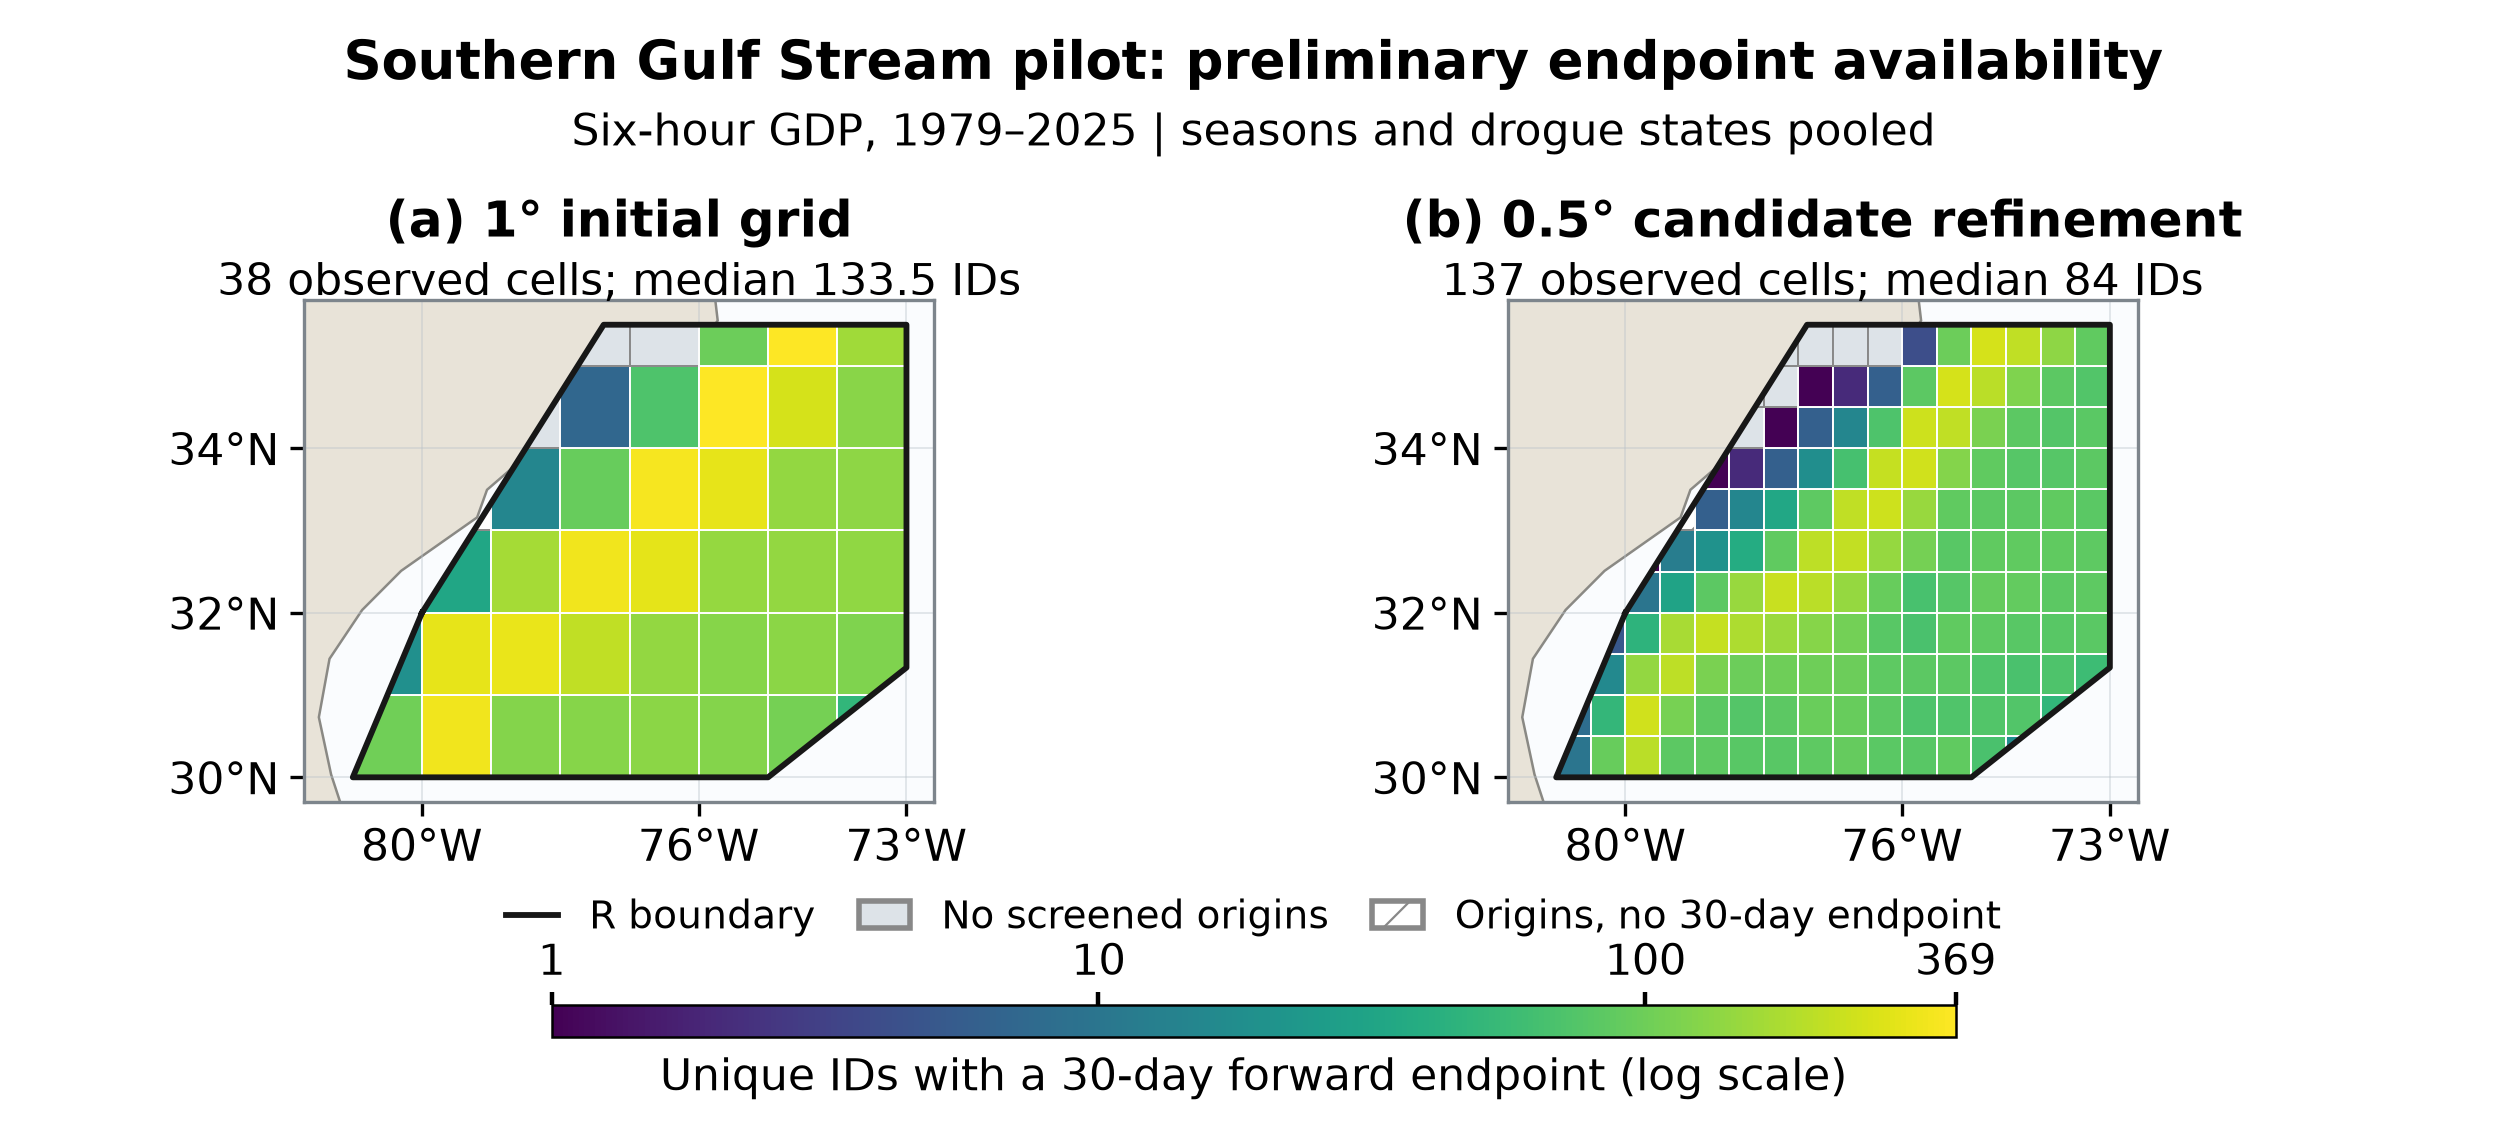 Southern Gulf Stream pilot: preliminary endpoint availability
Six-hour GDP, 1979–2025 | seasons and drogue states pooled
(a) 1° initial grid
38 observed cells; median 133.5 IDs
34°N
32°N
30°N
80°W
76°W
73°W
(b) 0.5° candidate refinement
137 observed cells; median 84 IDs
34°N
32°N
30°N
80°W
76°W
73°W
R boundary
No screened origins
Origins, no 30-day endpoint
1
10
100
369
Unique IDs with a 30-day forward endpoint (log scale)